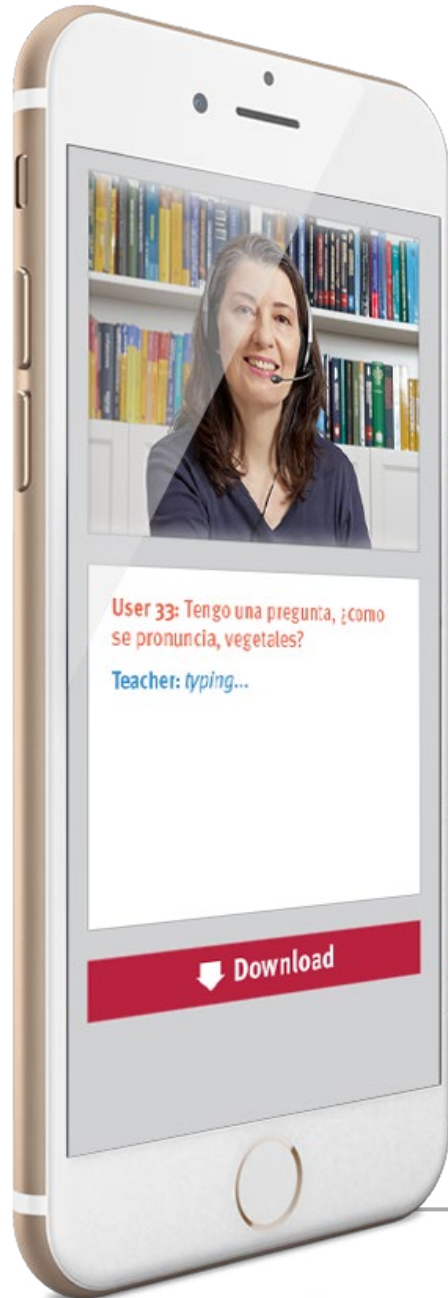 User 33: Tengo una pregunta, ¿como
se pronuncia, vegetales?
Teacher: typing...
Download